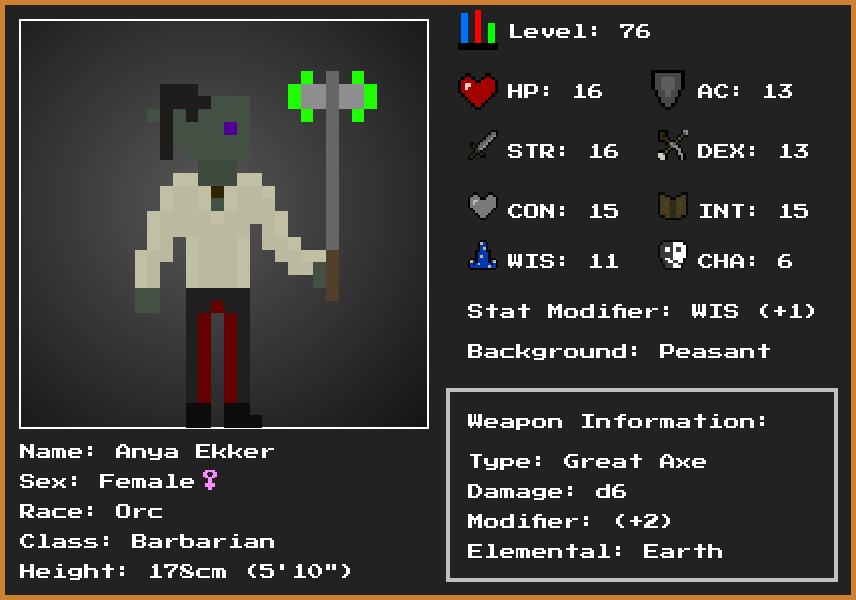 Level: 76
HP: 16
AC: 13
STR: 16
DEX: 13
CON: 15
INT: 15
WIS: 11
CHA: 6
Stat Modifier: WIS (+1)
Background: Peasant
Weapon Information:
Type: Great Axe
Damage: d6
Modifier: (+2)
Elemental: Earth
Name: Anya Ekker
Sex: Female♀
Race: Orc
Class: Barbarian
Height: 178cm (5'10")